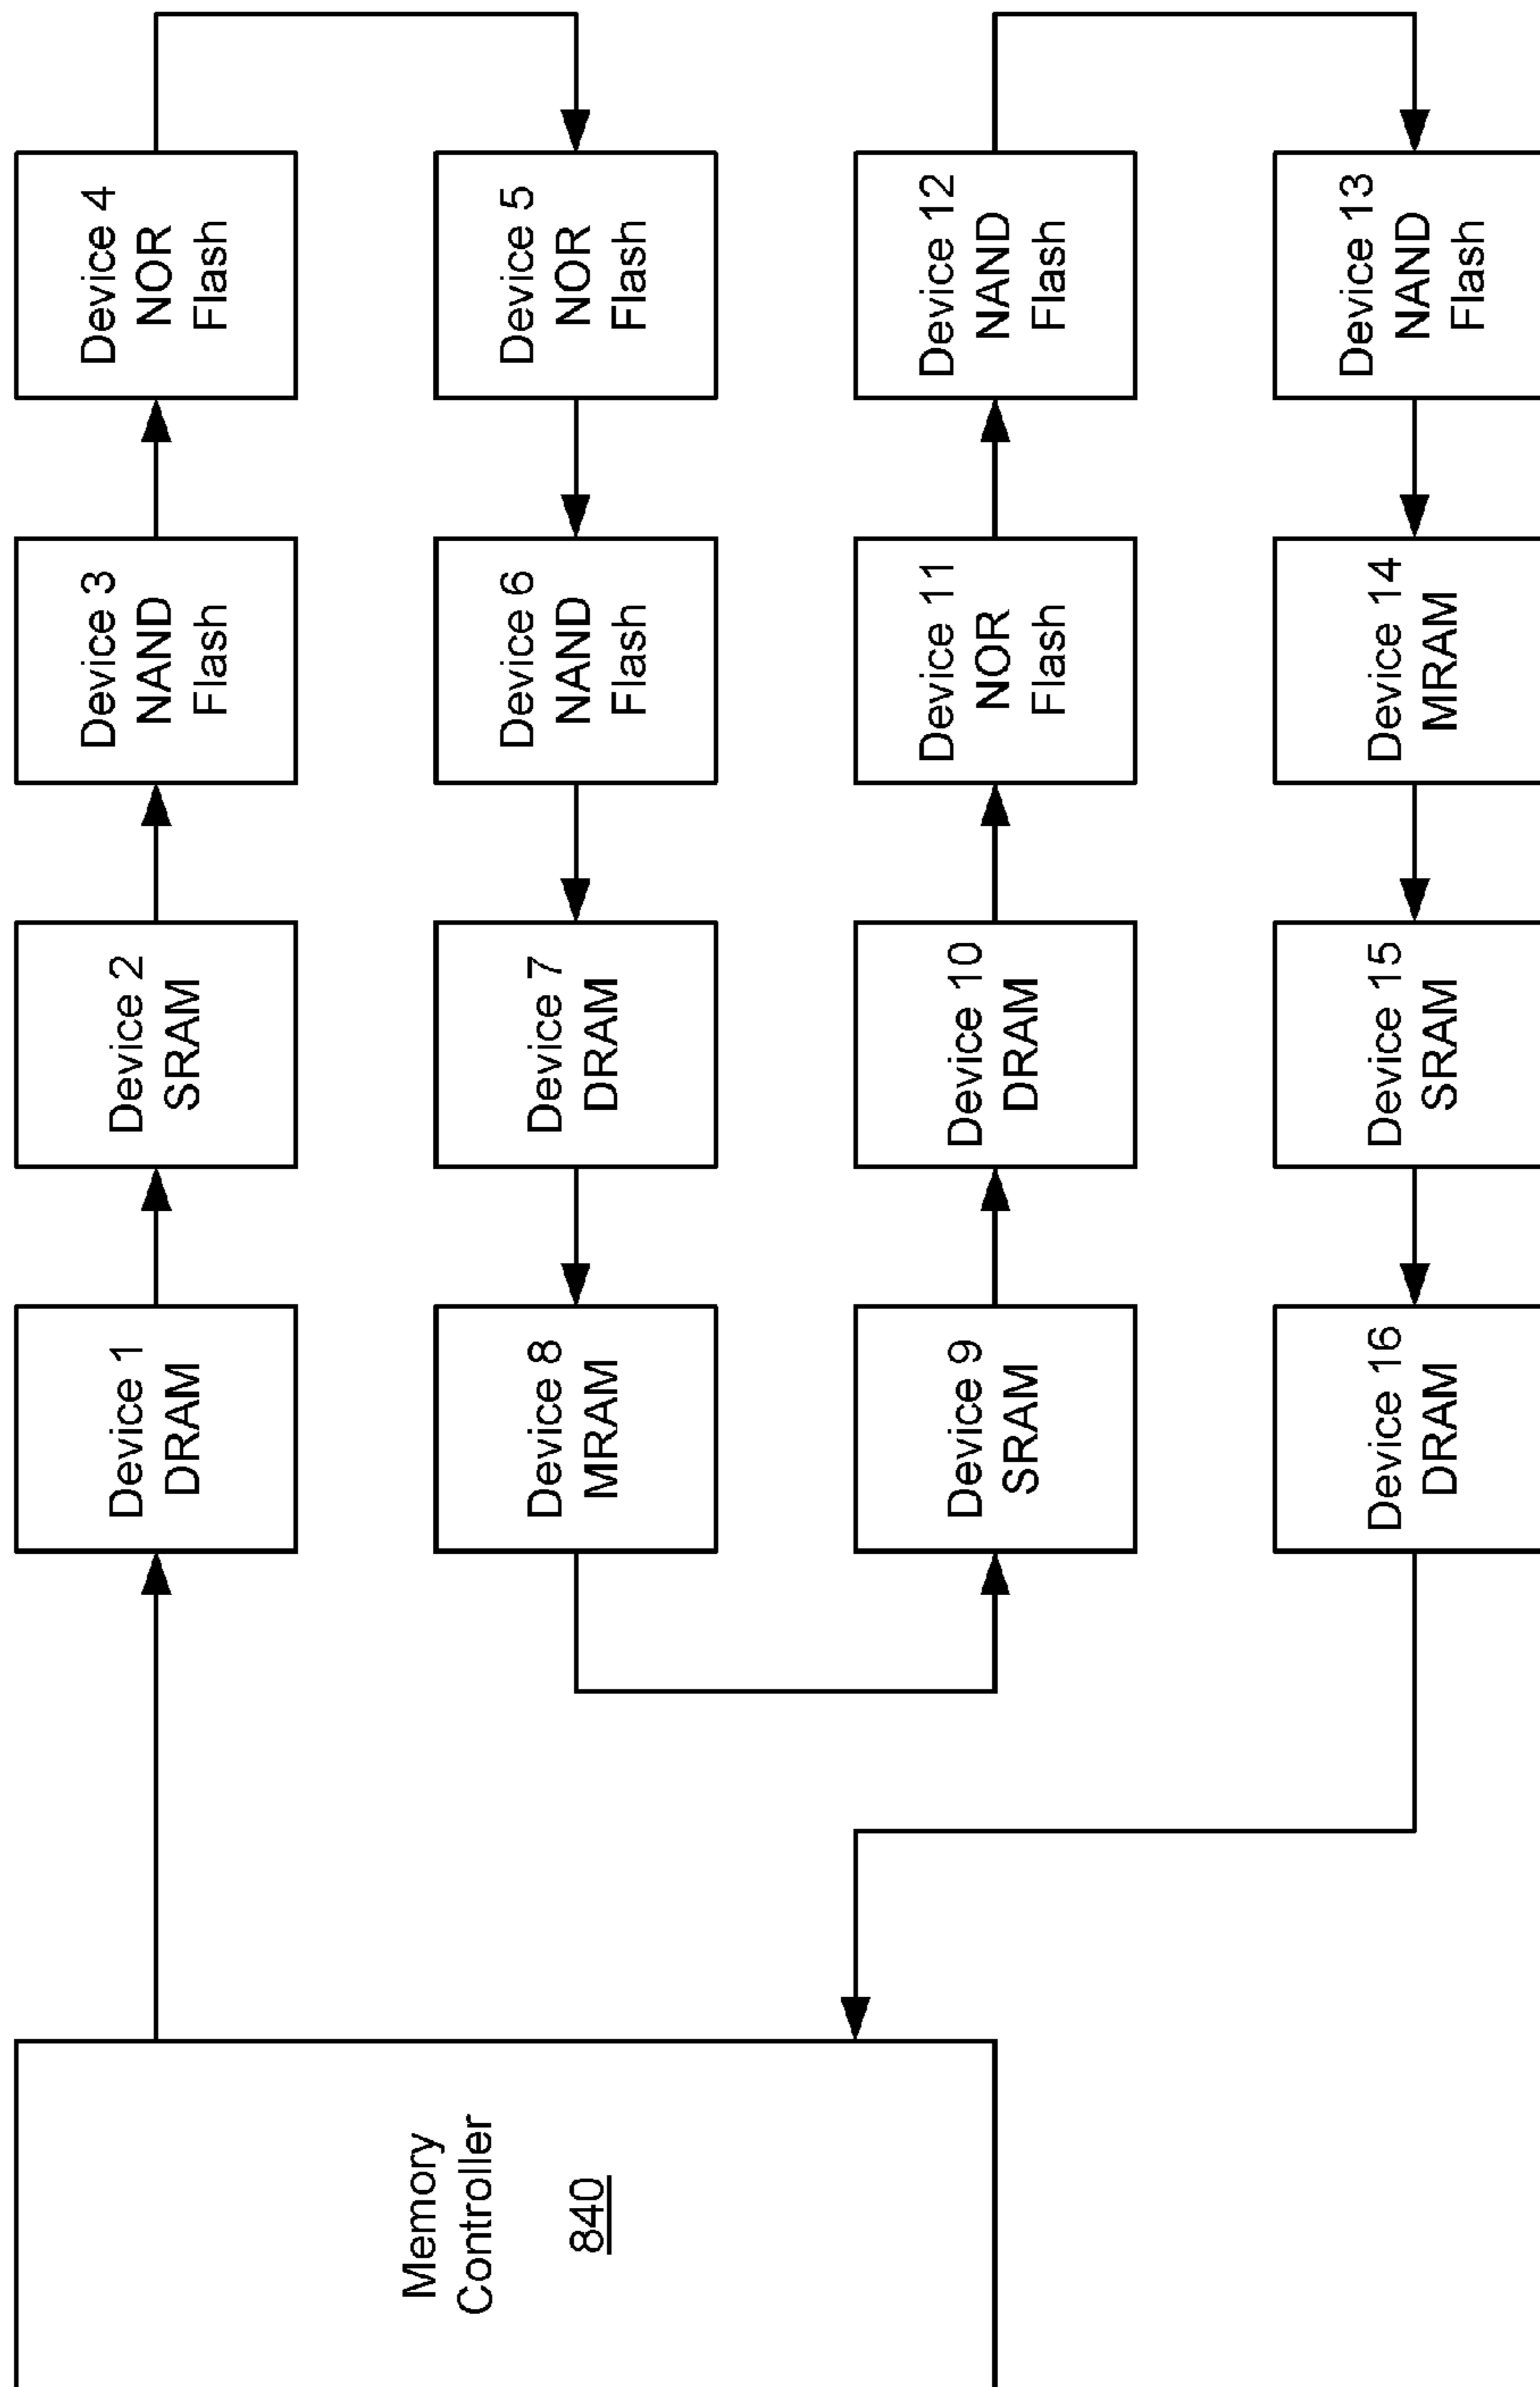 Memory
Controller
840
Device 1
DRAM
Device 2
SRAM
Device 3
NAND
Flash
Device 4
NOR
Flash
Device 5
NOR
Flash
Device 6
NAND
Flash
Device 7
DRAM
Device 8
MRAM
Device 9
SRAM
Device 10
DRAM
Device 11
NOR
Flash
Device 12
NAND
Flash
Device 13
NAND
Flash
Device 14
MRAM
Device 15
SRAM
Device 16
DRAM